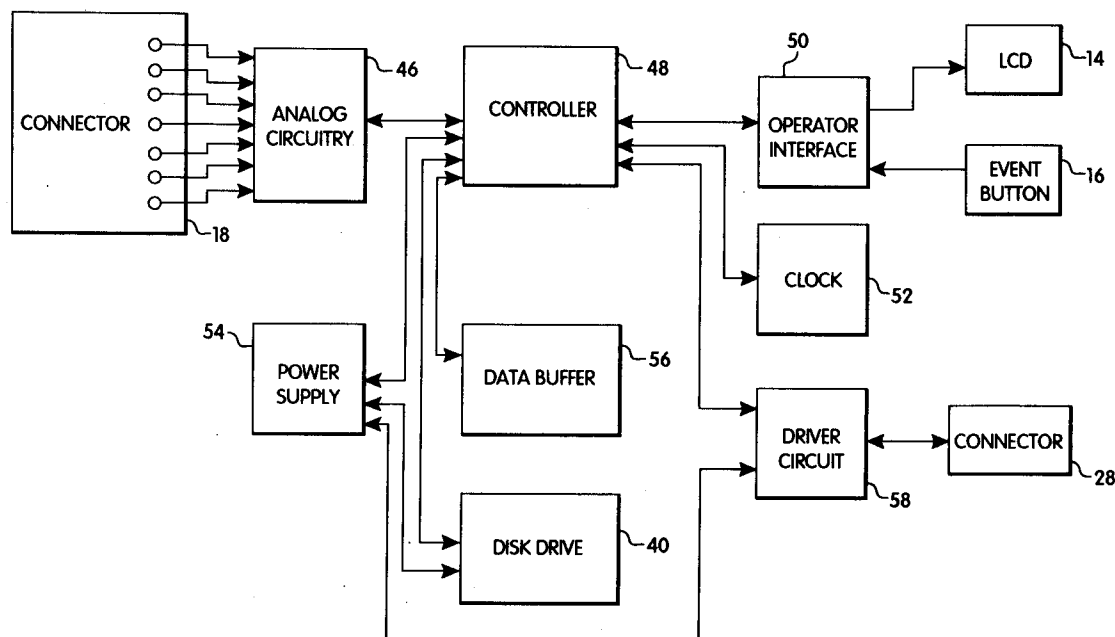 CONNECTOR
18
ANALOG
CIRCUITRY
46
CONTROLLER
48
50
OPERATOR
INTERFACE
LCD
14
EVENT
BUTTON
16
CLOCK
52
54
POWER
SUPPLY
DATA BUFFER
56
DRIVER
CIRCUIT
58
CONNECTOR
28
DISK DRIVE
40